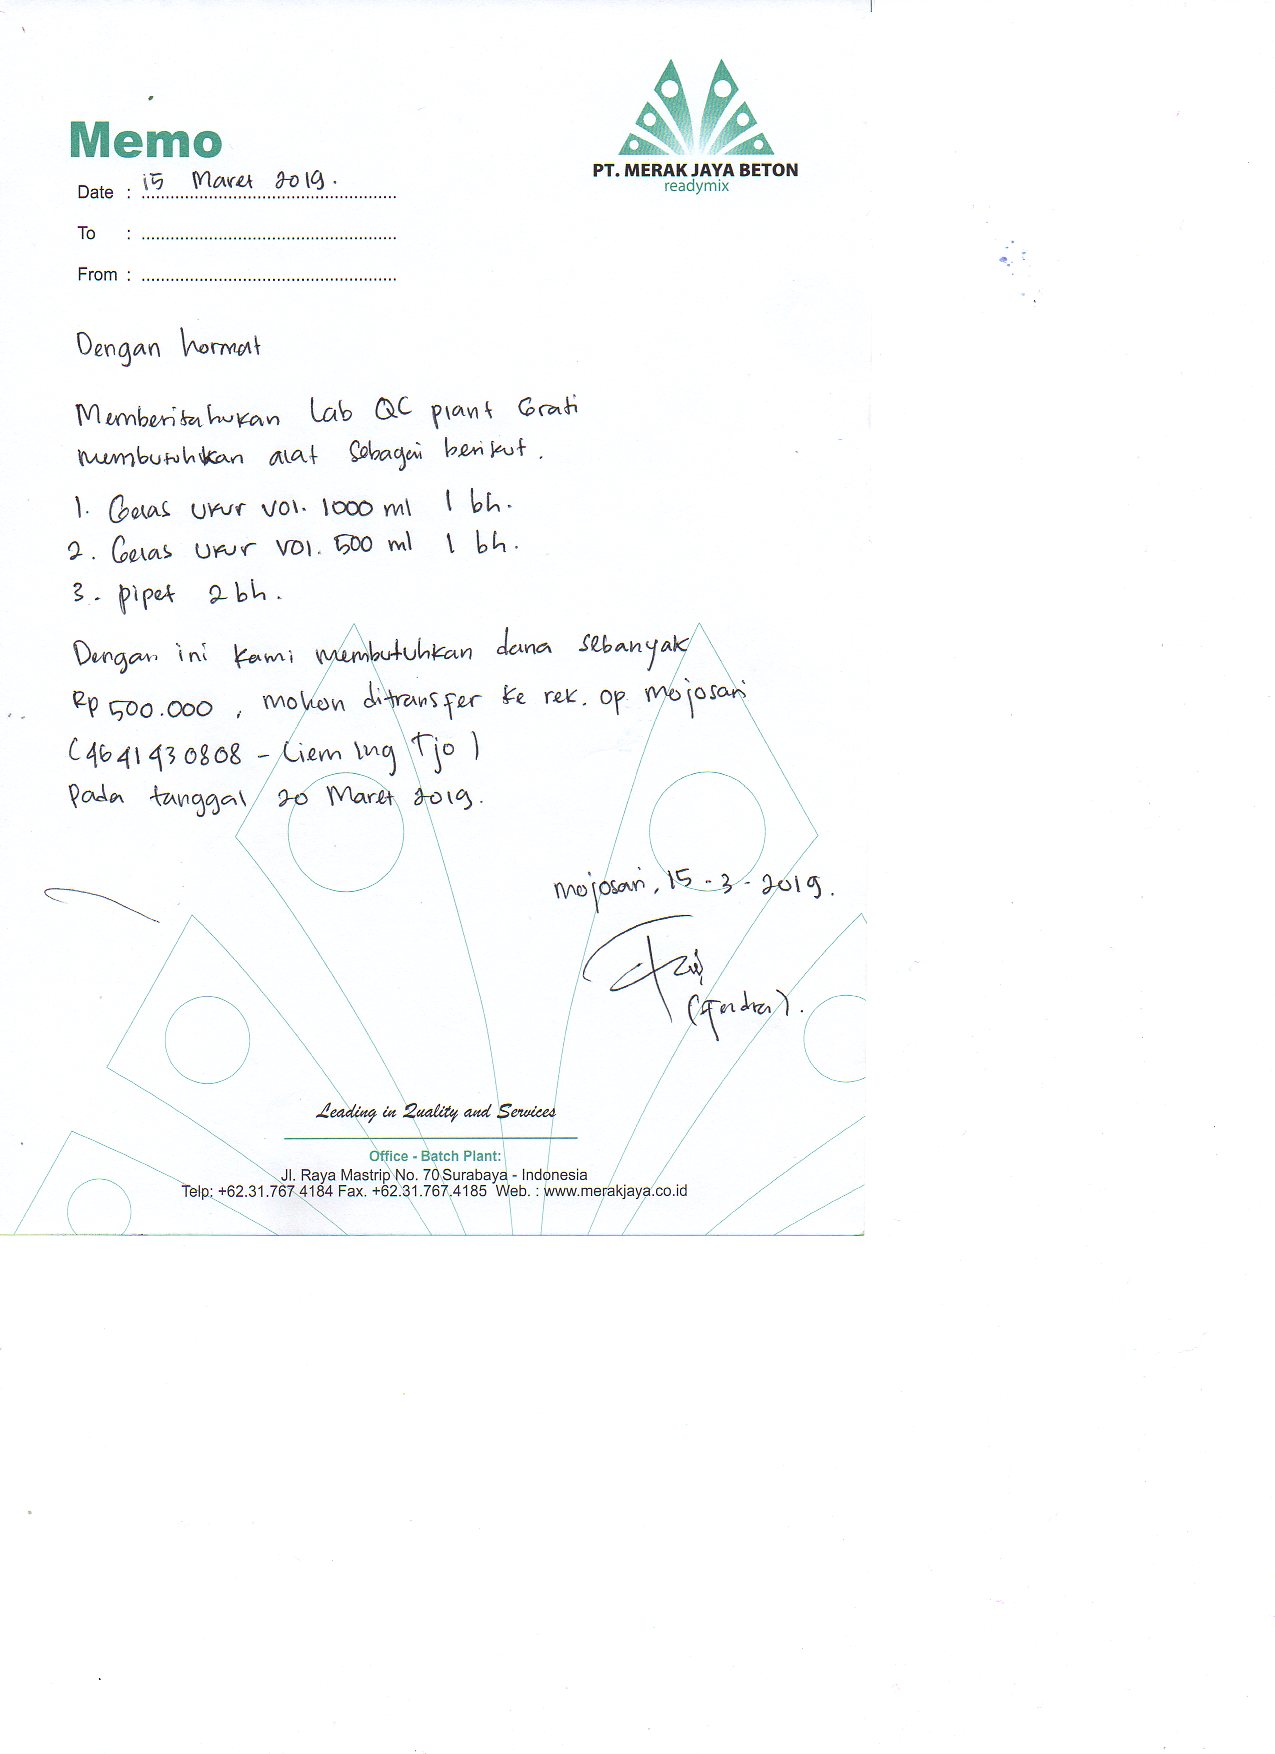 Memo
PT. MERAK JAYA BETON
readymix
Date : 15 Maret 2019.
To :
From :
Dengan hormat
Memberitahukan Lab QC plant Grati
membutuhkan alat sebagai berikut.
1. Gelas ukur vol. 1000 ml 1 bh.
2. Gelas ukur vol. 500 ml 1 bh.
3. pipet 2 bh.
Dengan ini kami membutuhkan dana sebanyak
Rp 500.000, mohon ditransfer ke rek. op mojosari
(4641430808 - Liem Ing Tjo)
Pada tanggal 20 Maret 2019.
Mojosari, 15-3-2019.
Leading in Quality and Services
Office - Batch Plant:
Jl. Raya Mastrip No. 70 Surabaya - Indonesia
Telp: +62.31.767 4184 Fax. +62.31.767.4185 Web. : www.merakjaya.co.id